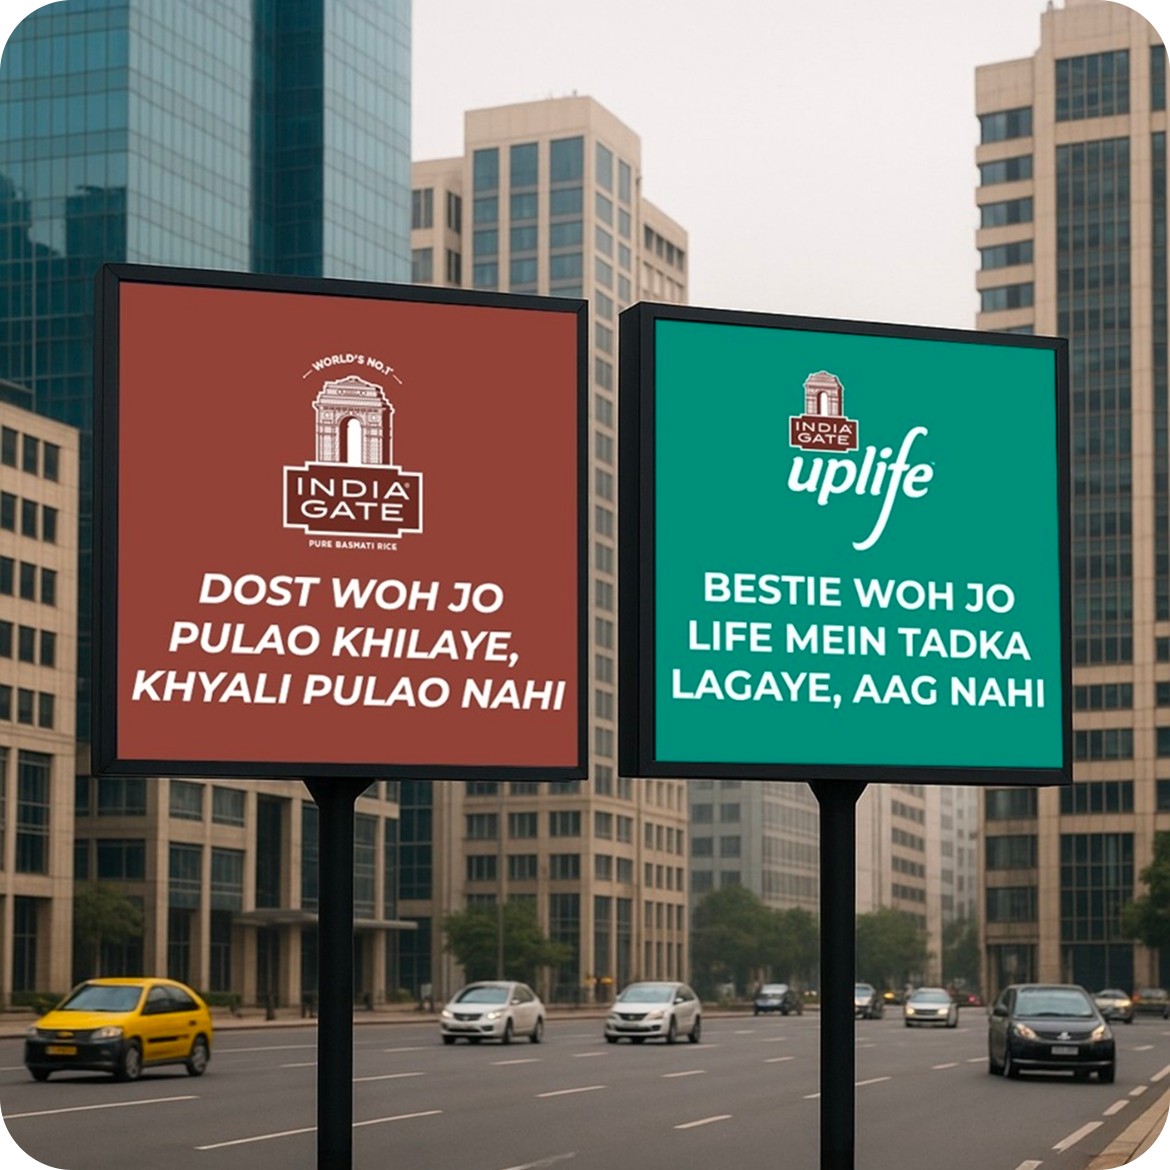 WORLD'S NO.1
INDIA
GATE
PURE BASMATI RICE
DOST WOH JO
PULAO KHILAYE,
KHYALI PULAO NAHI
INDIA
GATE
uplife
BESTIE WOH JO
LIFE MEIN TADKA
LAGAYE, AAG NAHI